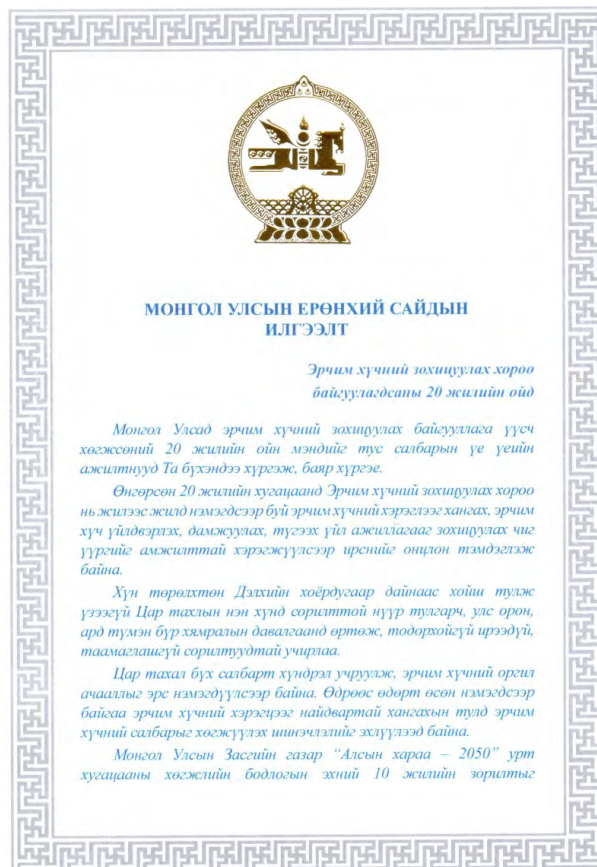 МОНГОЛ УЛСЫН ЕРӨНХИЙ САЙДЫН
ИЛГЭЭЛТ
Эрчим хүчний зохицуулах хороо
байгуулагдсаны 20 жилийн ойд
Монгол Улсад эрчим хүчний зохицуулах байгууллага үүсч
хөгжсөний 20 жилийн ойн мэндийг тус салбарын үе үеийн
ажилтнууд Та бүхэндээ хүргэж, баяр хүргэе.
Өнгөрсөн 20 жилийн хугацаанд Эрчим хүчний зохицуулах хороо
нь жилээс жилд нэмэгдсээр буй эрчим хүчний хэрэглээг хангах, эрчим
хүч үйлдвэрлэх, дамжуулах, түгээх үйл ажиллагааг зохицуулах чиг
үүргийг амжилттай хэрэгжүүлсээр ирснийг онцлон тэмдэглэж
байна.
Хүн төрөлхтөн Дэлхийн хоёрдугаар дайнаас хойш тулж
үзээгүй Цар тахлын нэн хүнд сорилттой нүүр тулгарч, улс орон,
ард түмэн бүр хямралын давалгаанд өртөж, тодорхойгүй ирээдүй,
таамаглашгүй сорилтуудтай учирлаа.
Цар тахал бүх салбарт хүндрэл учруулж, эрчим хүчний оргил
ачааллыг эрс нэмэгдүүлсээр байна. Өдрөөс өдөрт өсөн нэмэгдсээр
байгаа эрчим хүчний хэрэгцээг найдвартай хангахын тулд эрчим
хүчний салбарыг хөгжүүлэх шинэчлэлийг эхлүүлээд байна.
Монгол Улсын Засгийн газар “Алсын хараа – 2050” урт
хугацааны хөгжлийн бодлогын эхний 10 жилийн зорилтыг